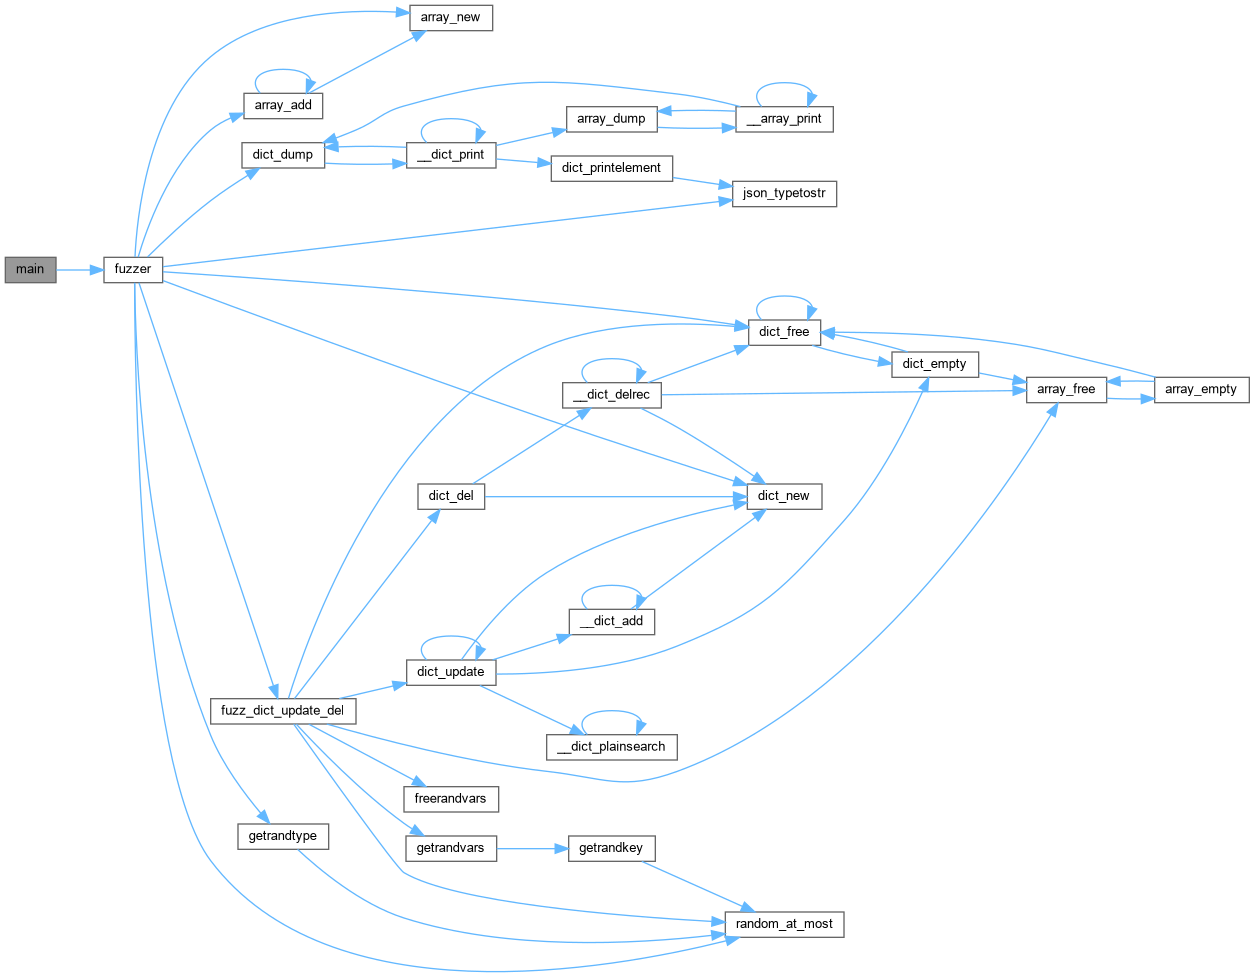 array_new
array_add
array_dump
__array_print
dict_dump
__dict_print
dict_printelement
json_typetostr
main
fuzzer
dict_free
dict_empty
array_free
array_empty
__dict_delrec
dict_del
dict_new
__dict_add
dict_update
fuzz_dict_update_del
__dict_plainsearch
freerandvars
getrandtype
getrandvars
getrandkey
random_at_most